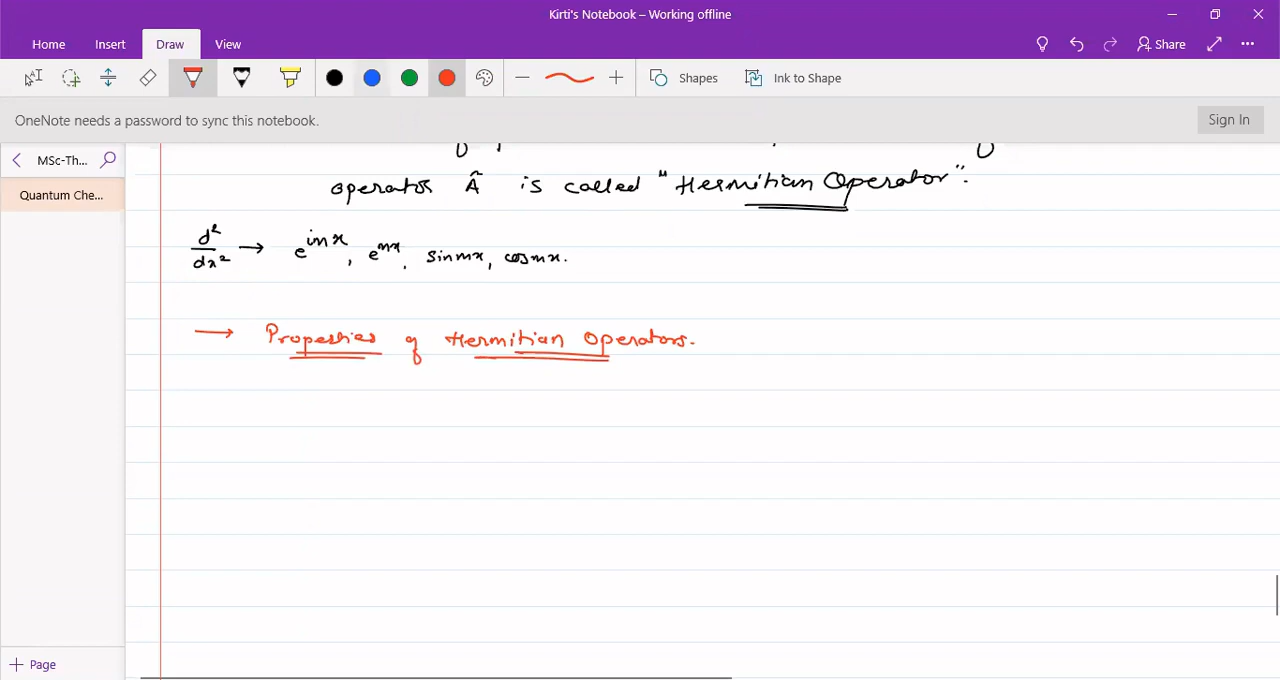 Kirti's Notebook – Working offline
Home Insert Draw View
Share
Shapes Ink to Shape
OneNote needs a password to sync this notebook. Sign In
MSc-Th...
Quantum Che...
operator Â is called "Hermitian Operator".
d²/dx² → e^inx, e^mx, sinmx, cosmx.
→ Properties of Hermitian Operators.
+ Page